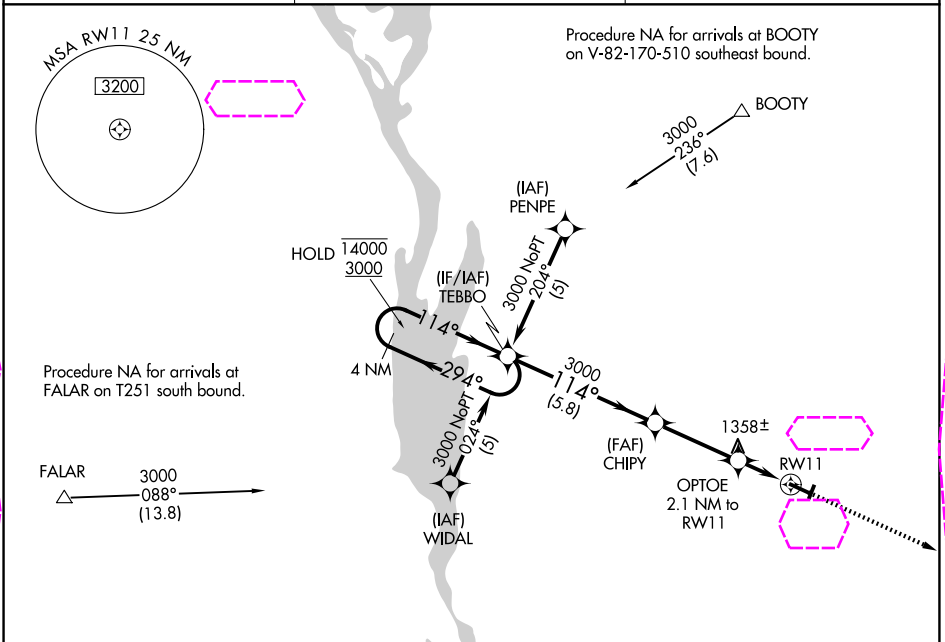 MSA RW11 25 NM
3200
Procedure NA for arrivals at BOOTY
on V-82-170-510 southeast bound.
BOOTY
3000
236°
(7.6)
(IAF)
PENPE
3000 NoPT
204°
(5)
HOLD
14000
3000
(IF/IAF)
TEBBO
114°
4 NM
294°
3000
114°
(5.8)
3000 NoPT
024°
(5)
Procedure NA for arrivals at
FALAR on T251 south bound.
FALAR
3000
088°
(13.8)
(IAF)
WIDAL
(FAF)
CHIPY
1358±
OPTOE
2.1 NM to
RW11
RW11